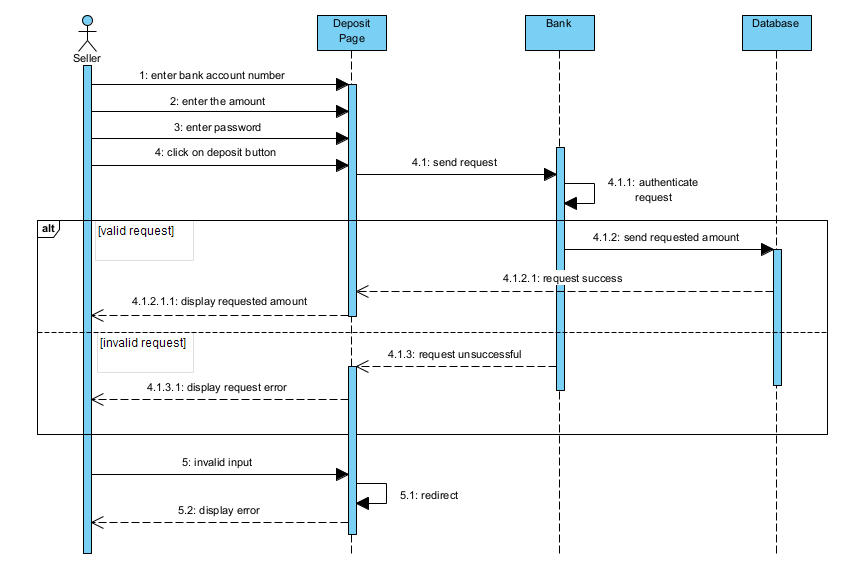 Deposit
Page
Bank
Database
Seller
1: enter bank account number
2: enter the amount
3: enter password
4: click on deposit button
4.1: send request
4.1.1: authenticate
request
alt
[valid request]
4.1.2: send requested amount
4.1.2.1: request success
4.1.2.1.1: display requested amount
[invalid request]
4.1.3: request unsuccessful
4.1.3.1: display request error
5: invalid input
5.1: redirect
5.2: display error